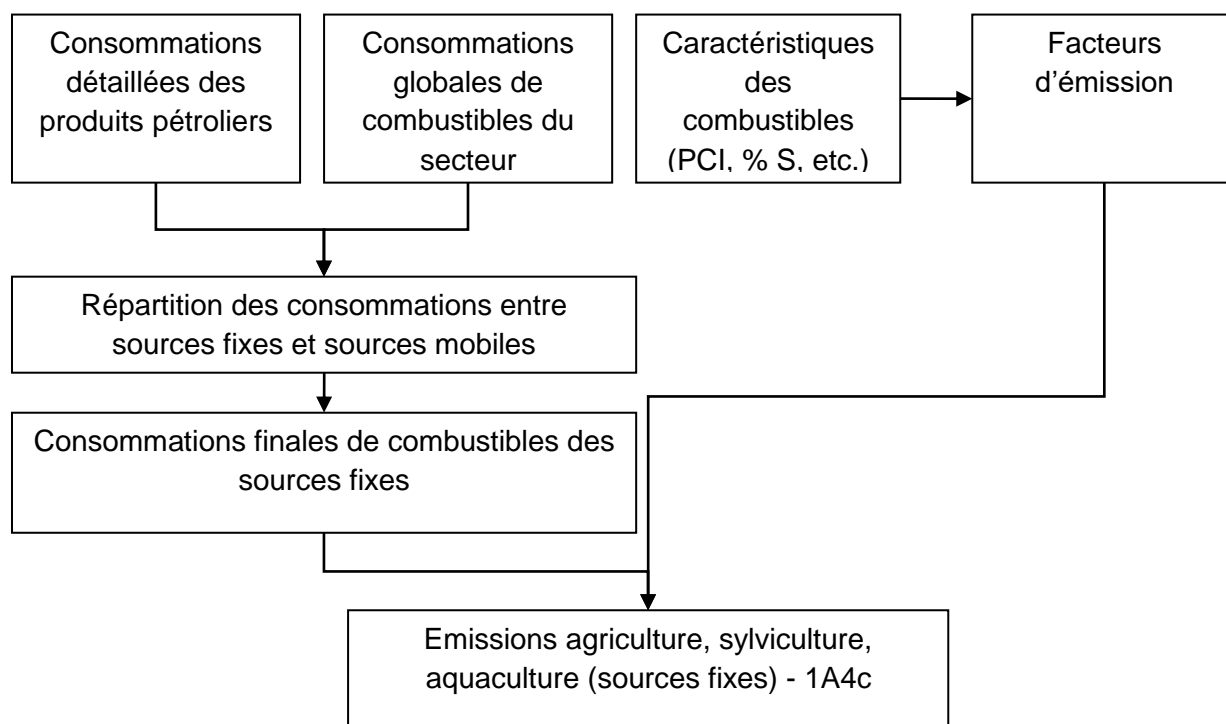 Consommations
détaillées des
produits pétroliers
Consommations
globales de
combustibles du
secteur
Caractéristiques
des
combustibles
(PCI, % S, etc.)
Facteurs
d’émission
Répartition des consommations entre
sources fixes et sources mobiles
Consommations finales de combustibles des
sources fixes
Emissions agriculture, sylviculture,
aquaculture (sources fixes) - 1A4c